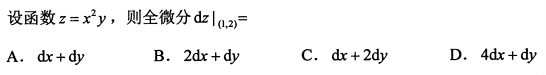 设函数 z = x²y，则全微分 dz|₍₁,₂₎=
A. dx + dy B. 2dx + dy C. dx + 2dy D. 4dx + dy